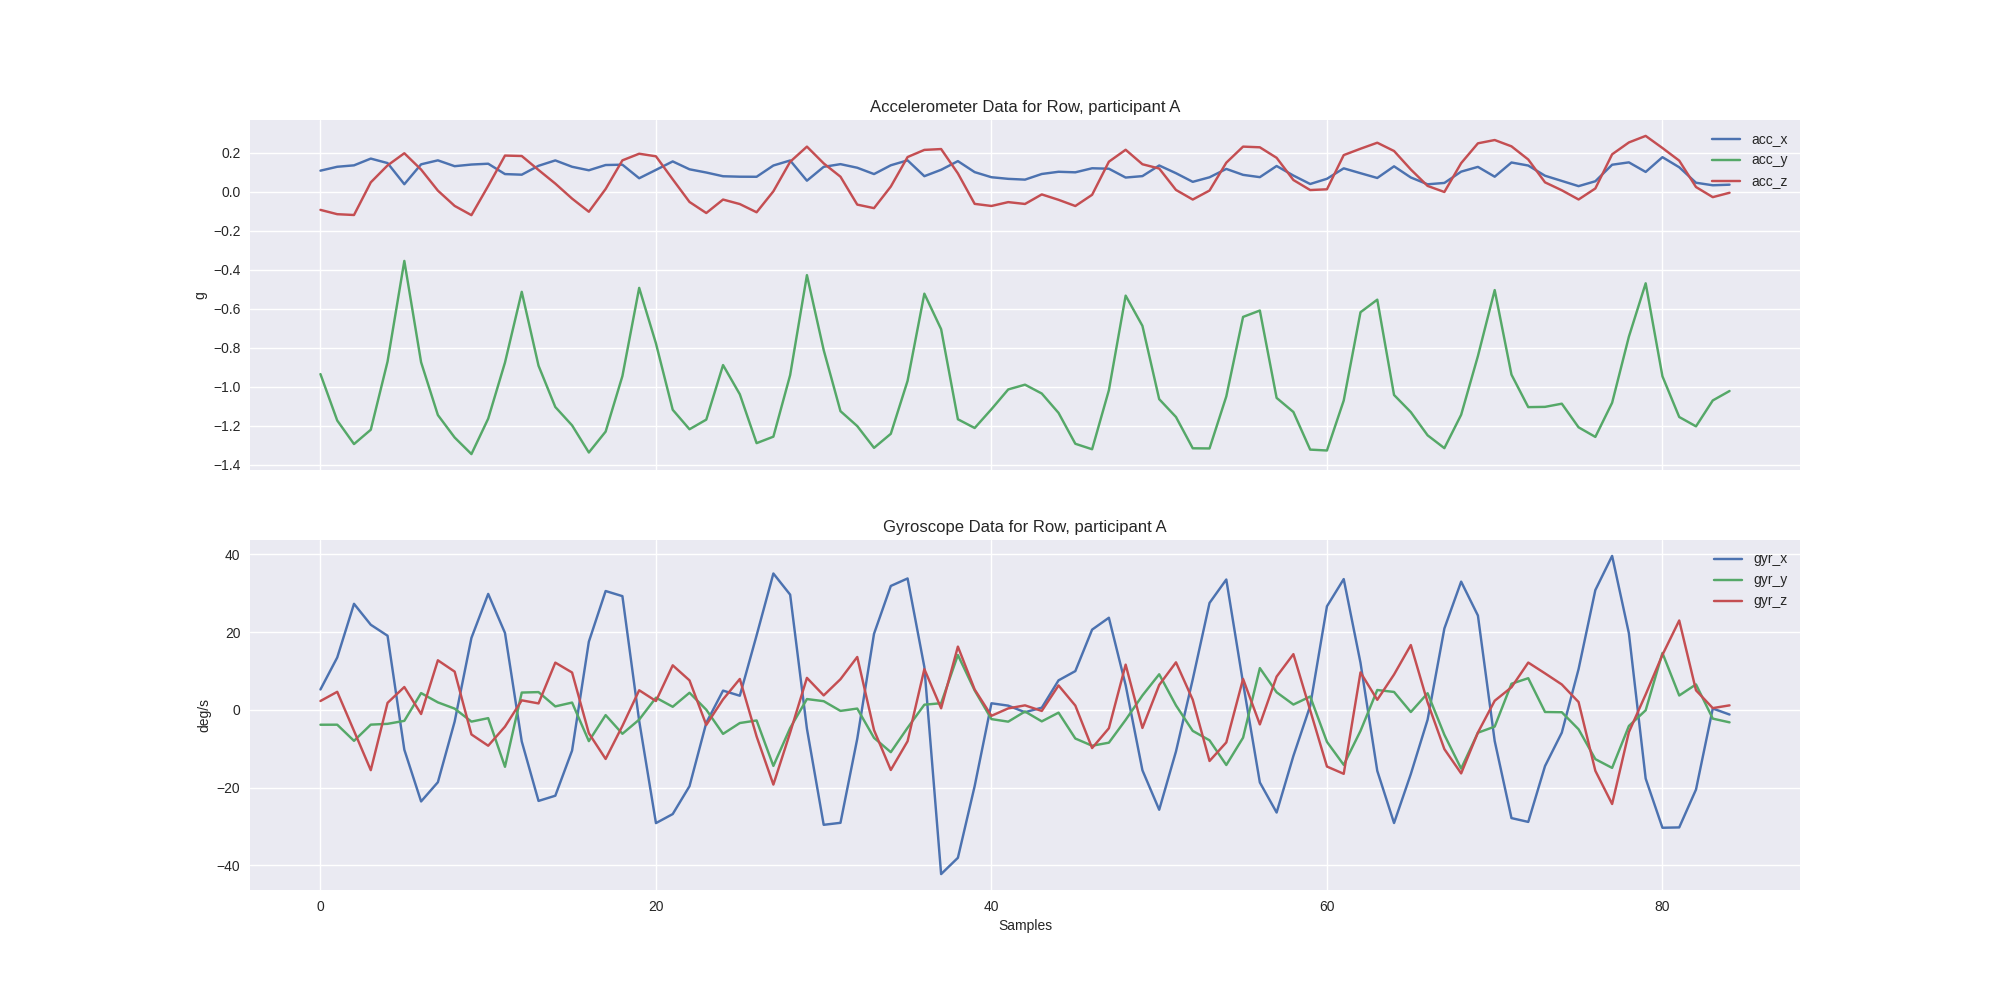 Accelerometer Data for Row, participant A
acc_x
acc_y
acc_z
g
0.2
0.0
−0.2
−0.4
−0.6
−0.8
−1.0
−1.2
−1.4
Gyroscope Data for Row, participant A
gyr_x
gyr_y
gyr_z
deg/s
40
20
0
−20
−40
0 20 40 60 80
Samples